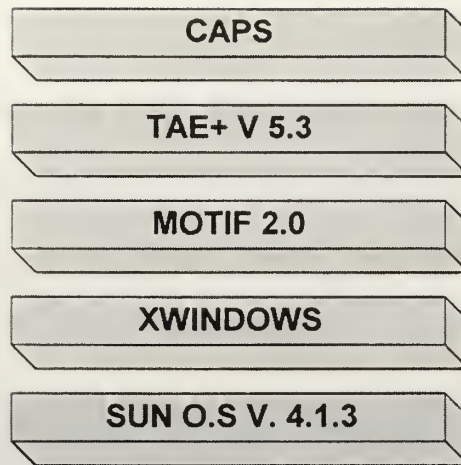 CAPS
TAE+ V 5.3
MOTIF 2.0
XWINDOWS
SUN O.S V. 4.1.3